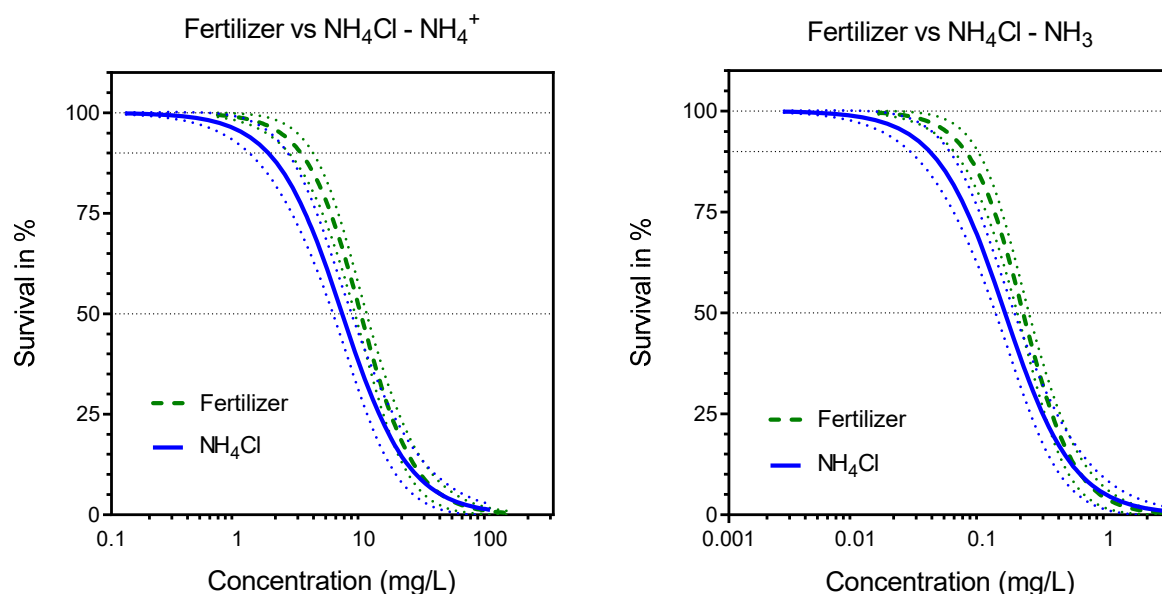 Fertilizer vs NH₄Cl - NH₄⁺
100
75
50
25
0
Survival in %
Fertilizer
NH₄Cl
0.1
1
10
100
Concentration (mg/L)
Fertilizer vs NH₄Cl - NH₃
100
75
50
25
0
Survival in %
Fertilizer
NH₄Cl
0.001
0.01
0.1
1
Concentration (mg/L)